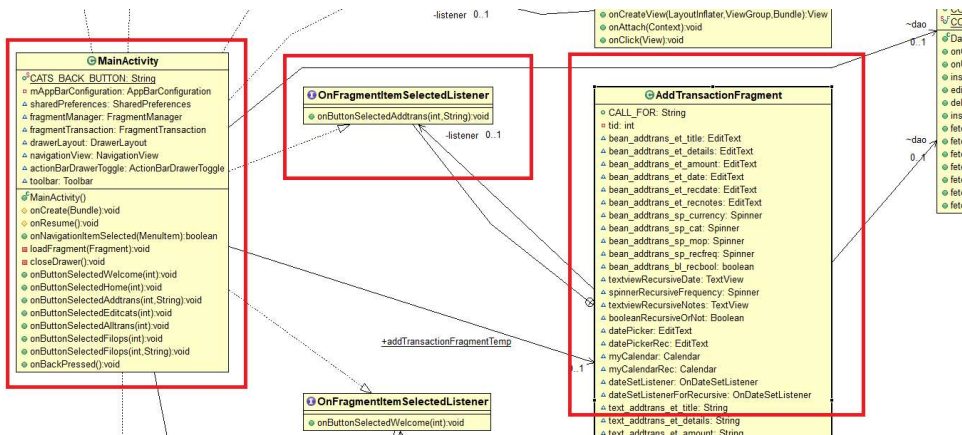 -listener 0..1
onCreateView(LayoutInflater,ViewGroup,Bundle):View
onAttach(Context):void
onClick(View):void
~dao
0..1
MainActivity
CATS_BACK_BUTTON: String
mAppBarConfiguration: AppBarConfiguration
sharedPreferences: SharedPreferences
fragmentManager: FragmentManager
fragmentTransaction: FragmentTransaction
drawerLayout: DrawerLayout
navigationView: NavigationView
actionBarDrawerToggle: ActionBarDrawerToggle
toolbar: Toolbar
MainActivity()
onCreate(Bundle):void
onResume():void
onNavigationItemSelected(MenuItem):boolean
loadFragment(Fragment):void
closeDrawer():void
onButtonSelectedWelcome(int):void
onButtonSelectedHome(int):void
onButtonSelectedAddtrans(int,String):void
onButtonSelectedEditcats(int):void
onButtonSelectedAlltrans(int):void
onButtonSelectedFilops(int):void
onButtonSelectedFilops(int,String):void
onBackPressed():void
OnFragmentItemSelectedListener
onButtonSelectedAddtrans(int,String):void
-listener 0..1
+addTransactionFragmentTemp
0..1
OnFragmentItemSelectedListener
onButtonSelectedWelcome(int):void
AddTransactionFragment
CALL_FOR: String
tid: int
bean_addtrans_et_title: EditText
bean_addtrans_et_details: EditText
bean_addtrans_et_amount: EditText
bean_addtrans_et_date: EditText
bean_addtrans_et_recdate: EditText
bean_addtrans_et_recnotes: EditText
bean_addtrans_sp_currency: Spinner
bean_addtrans_sp_cat: Spinner
bean_addtrans_sp_mop: Spinner
bean_addtrans_sp_recfreq: Spinner
bean_addtrans_bl_recbool: boolean
textviewRecursiveDate: TextView
spinnerRecursiveFrequency: Spinner
textviewRecursiveNotes: TextView
booleanRecursiveOrNot: Boolean
datePicker: EditText
datePickerRec: EditText
myCalendar: Calendar
myCalendarRec: Calendar
dateSetListener: OnDateSetListener
dateSetListenerForRecursive: OnDateSetListener
text_addtrans_et_title: String
text_addtrans_et_details: String
text_addtrans_et_amount: String
~dao
0..1